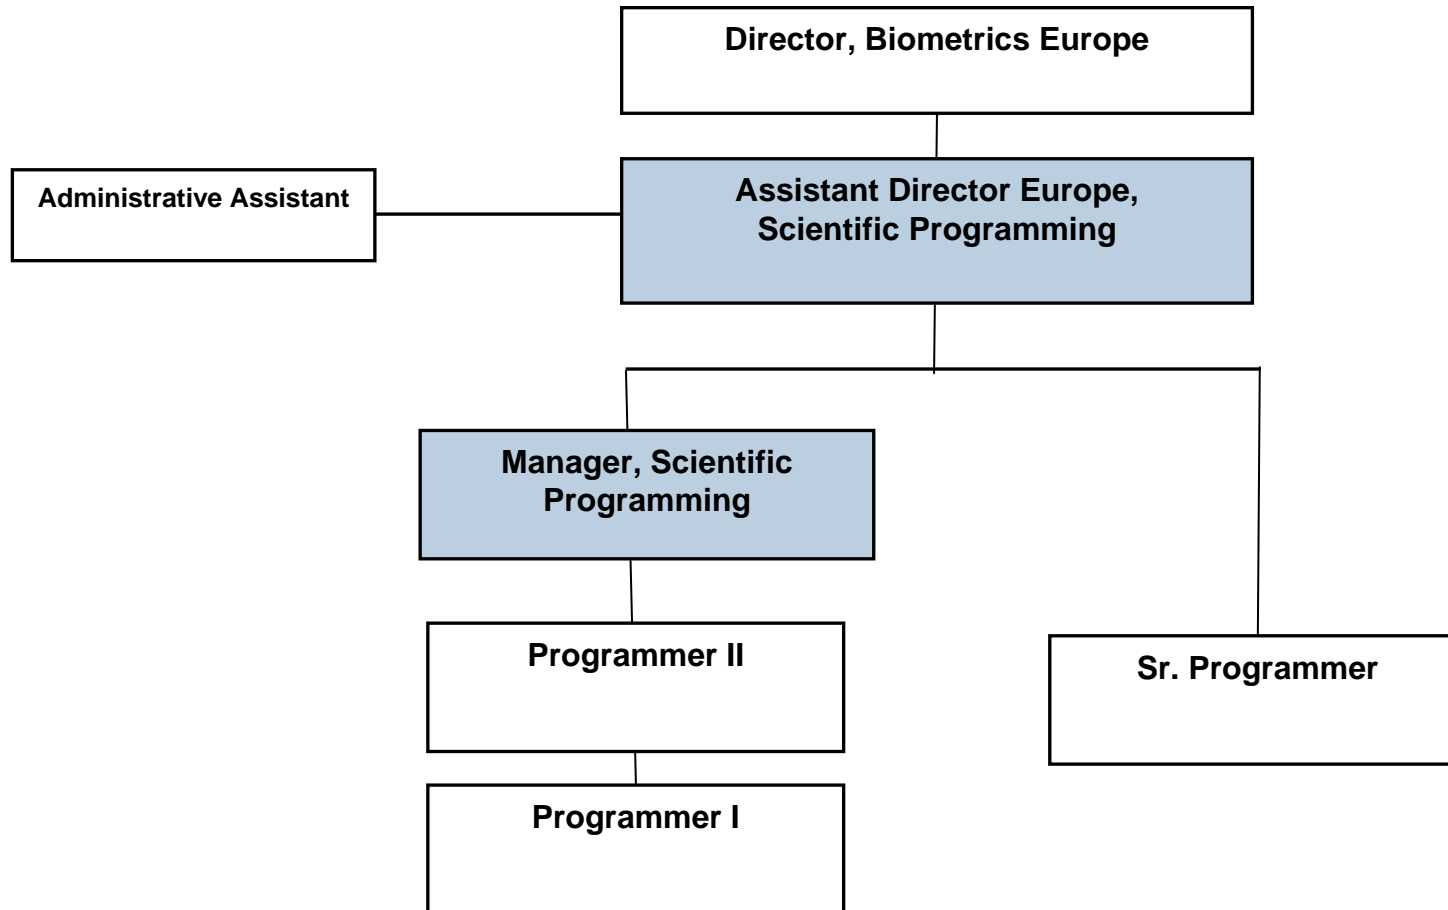 Director, Biometrics Europe
Administrative Assistant
Assistant Director Europe,
Scientific Programming
Manager, Scientific
Programming
Programmer II
Sr. Programmer
Programmer I